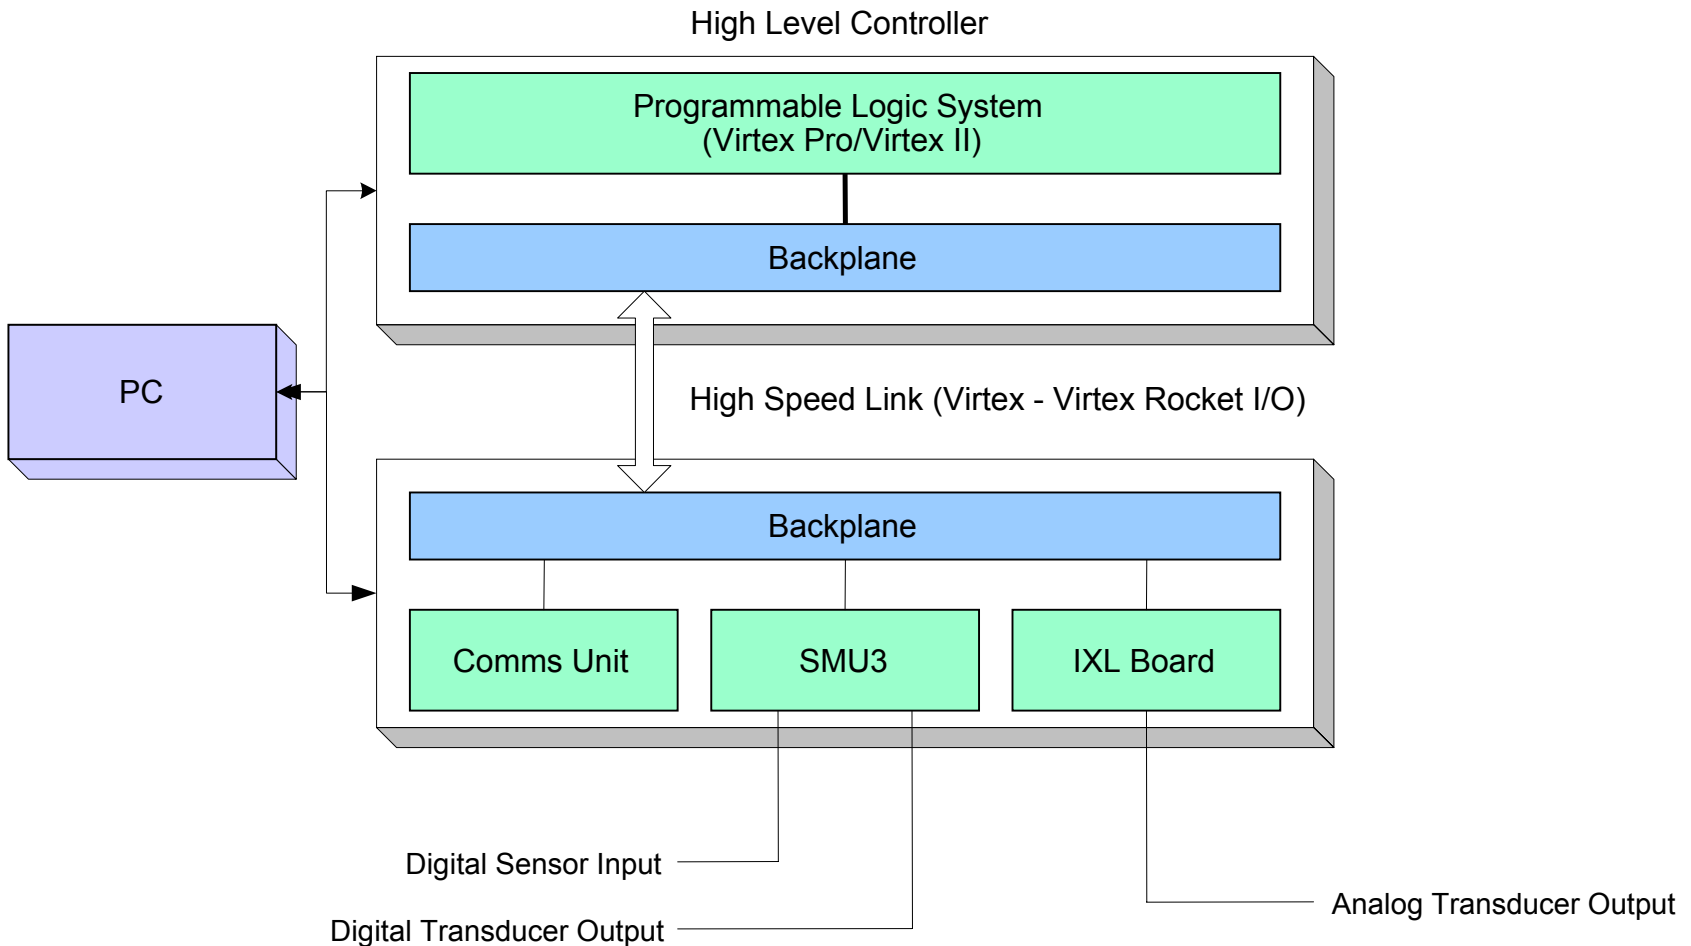 High Level Controller
Programmable Logic System
(Virtex Pro/Virtex II)
Backplane
PC
High Speed Link (Virtex - Virtex Rocket I/O)
Backplane
Comms Unit
SMU3
IXL Board
Digital Sensor Input
Analog Transducer Output
Digital Transducer Output